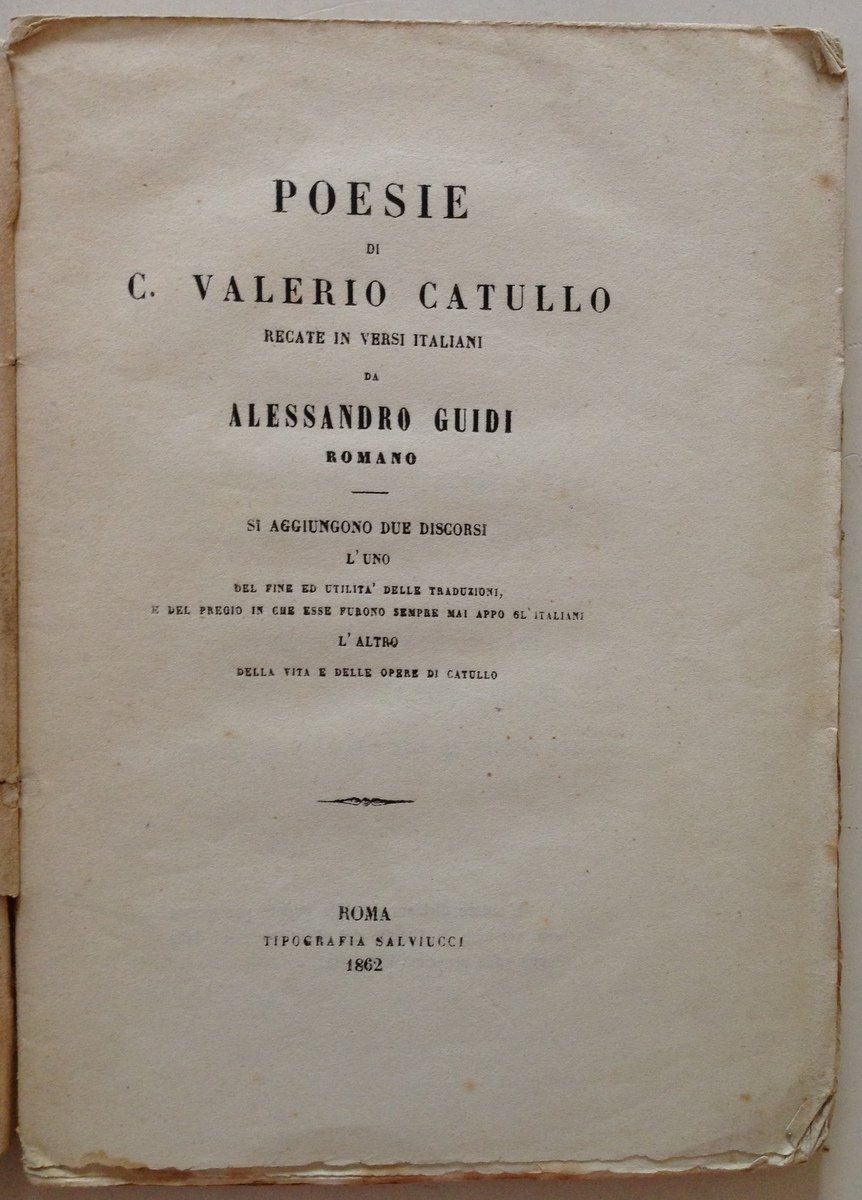 POESIE
DI
C. VALERIO CATULLO
RECATE IN VERSI ITALIANI
DA
ALESSANDRO GUIDI
ROMANO
SI AGGIUNGONO DUE DISCORSI
L'UNO
DEL FINE ED UTILITA' DELLE TRADUZIONI,
E DEL PREGIO IN CHE ESSE FURONO SEMPRE MAI APPO GL'ITALIANI
L'ALTRO
DELLA VITA E DELLE OPERE DI CATULLO
ROMA
TIPOGRAFIA SALVIUCCI
1862